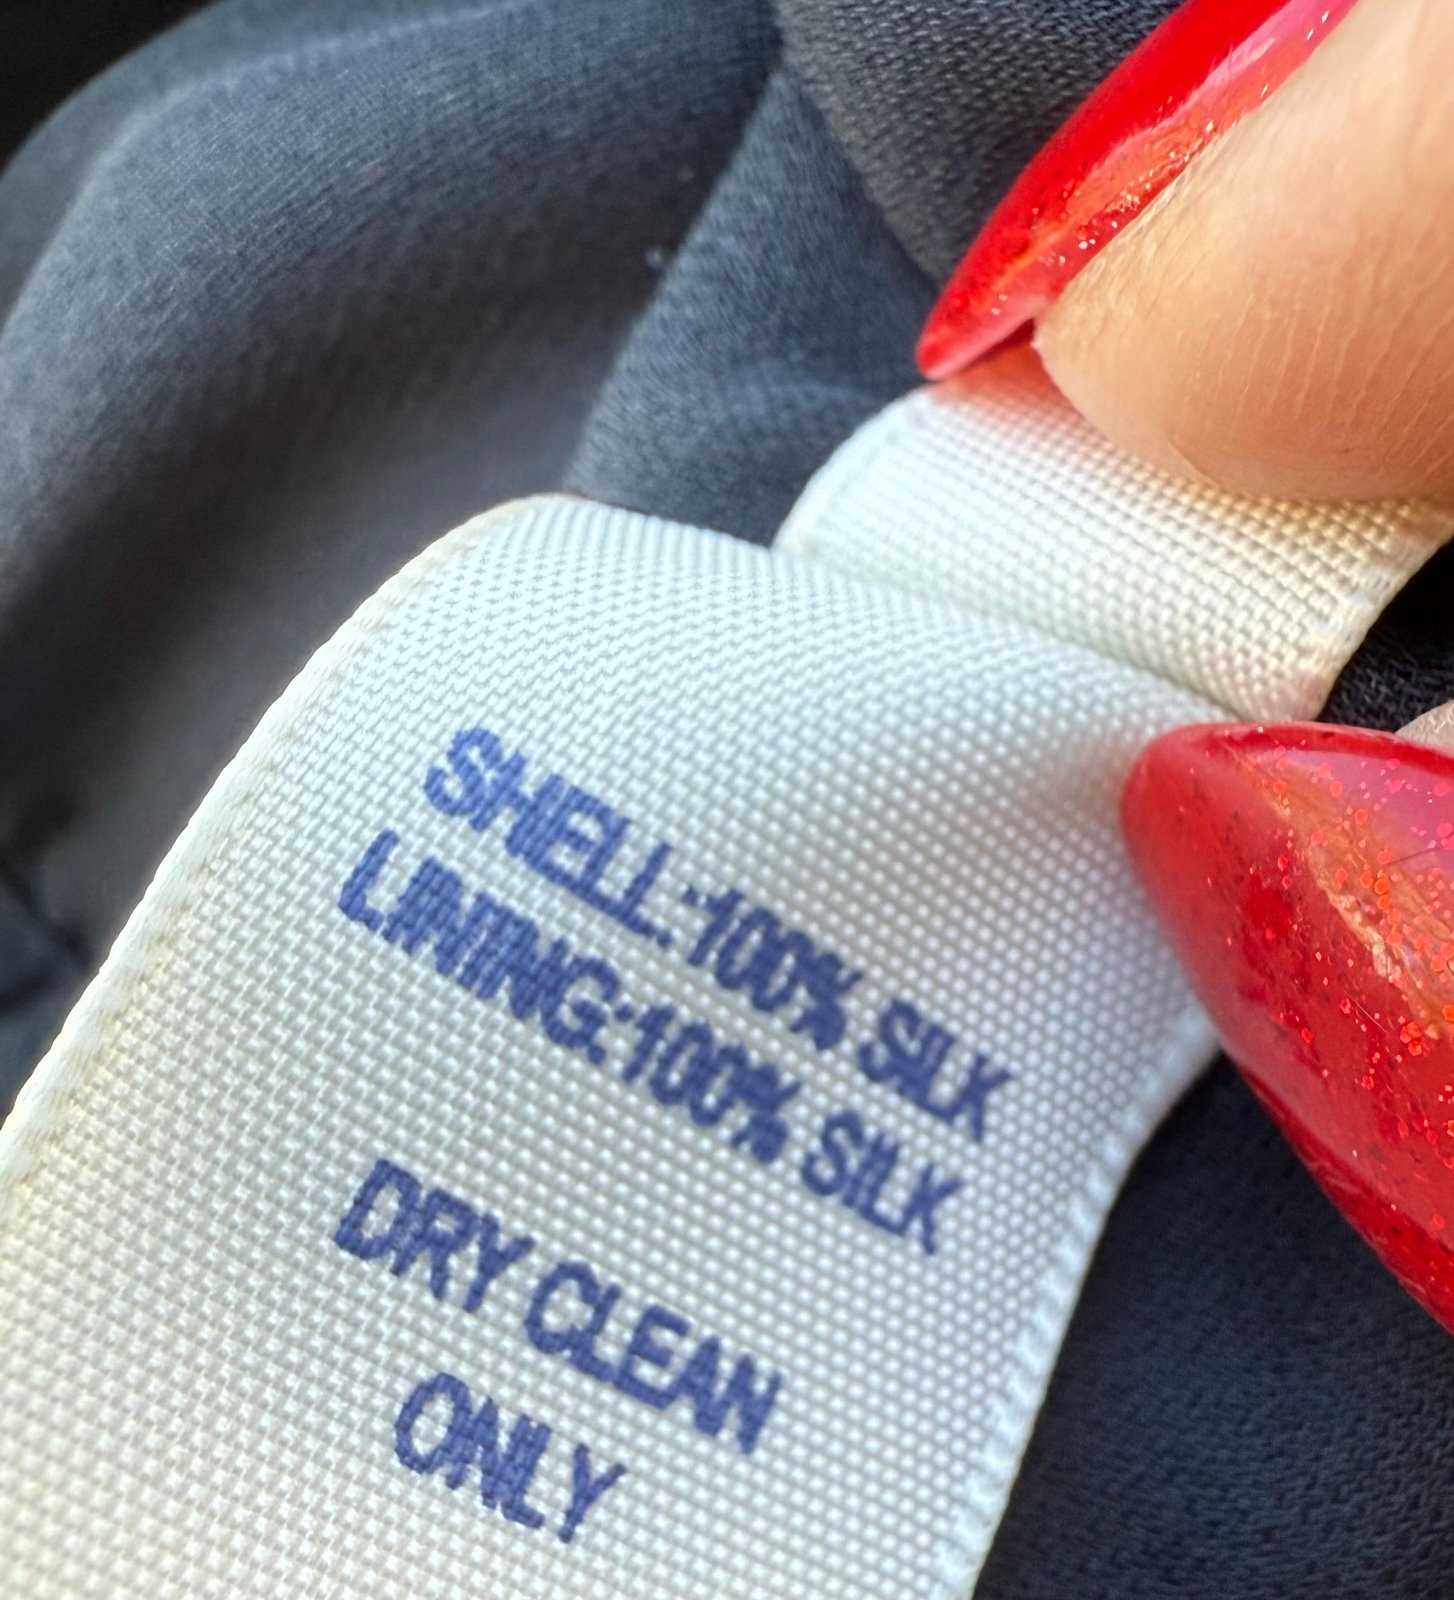 SHELL:100% SILK
LINING:100% SILK
DRY CLEAN
ONLY